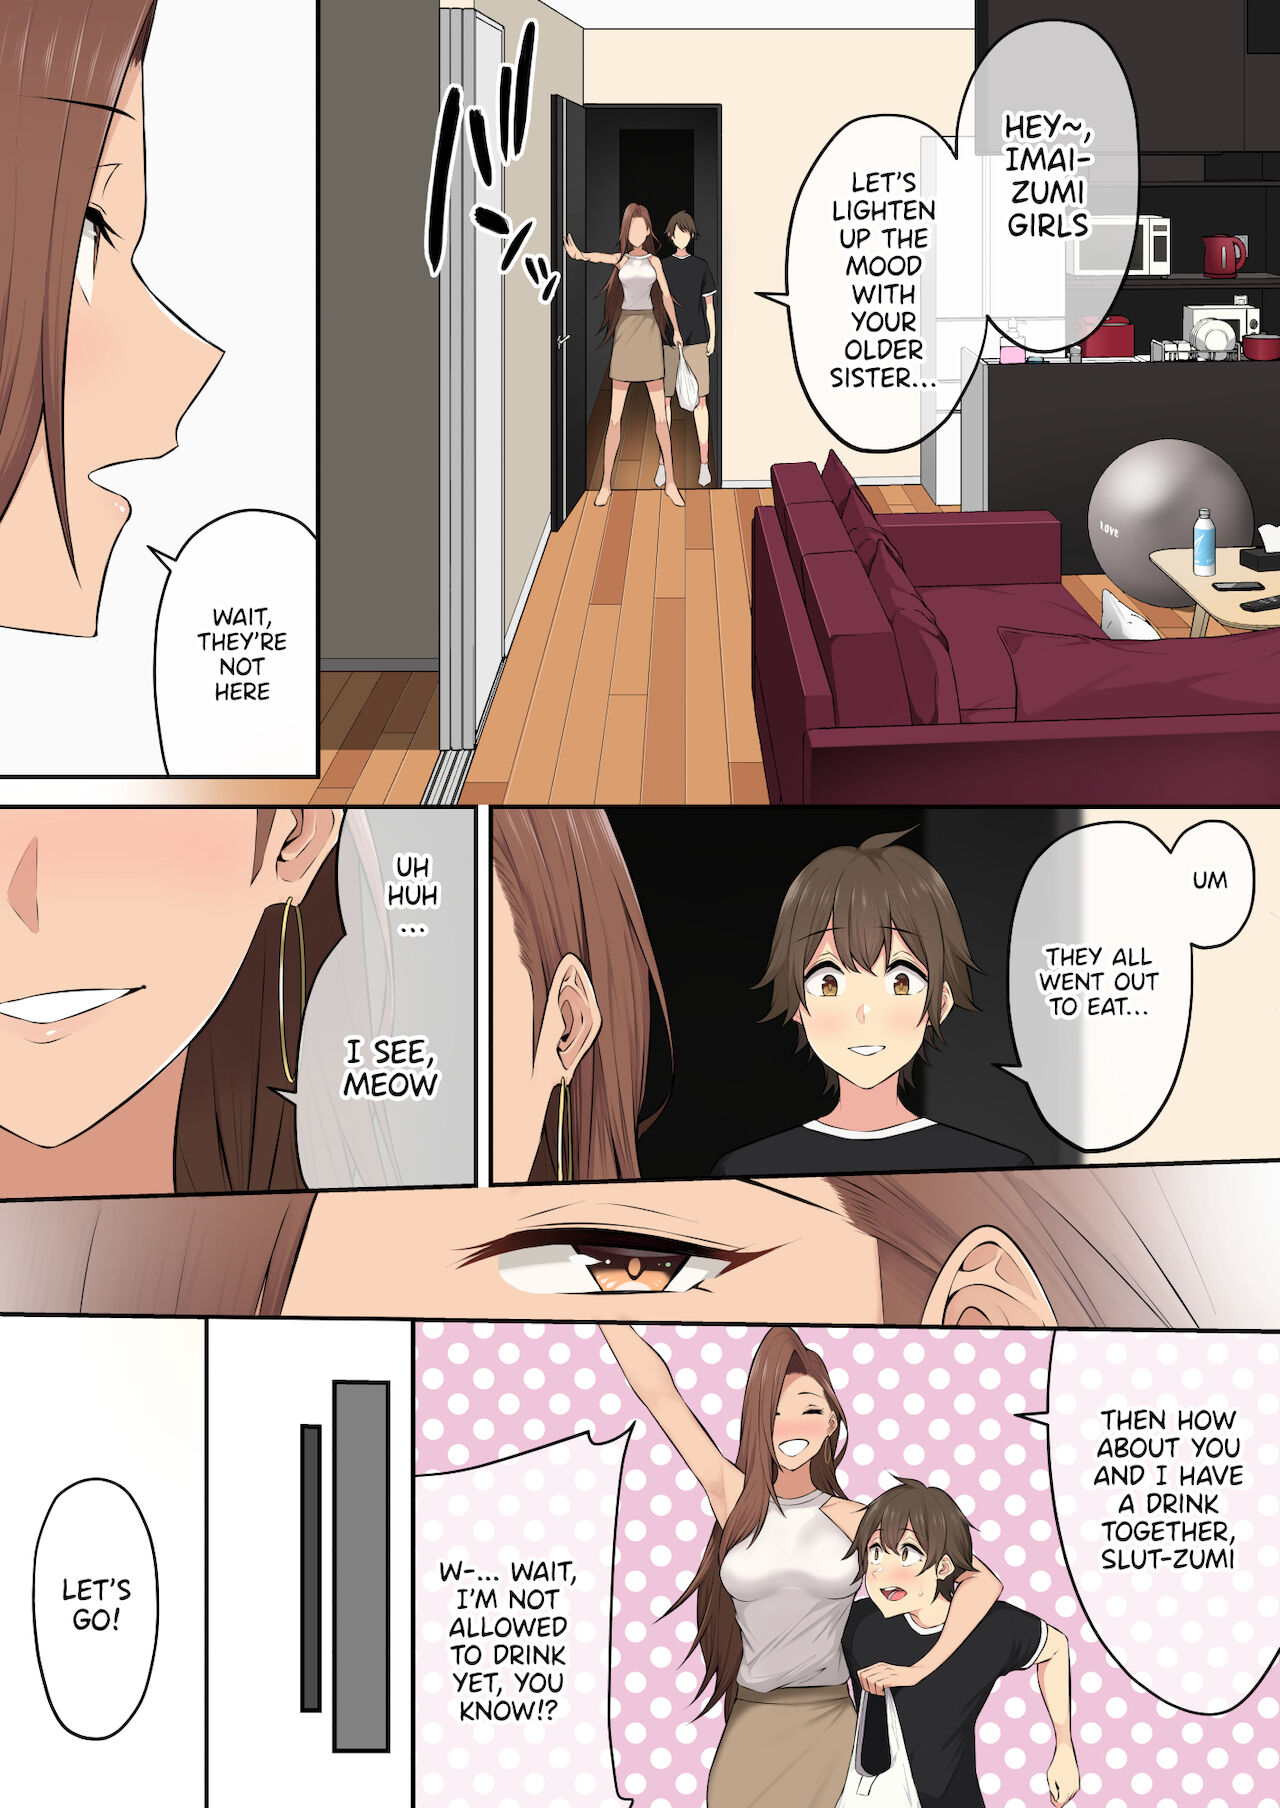 HEY~,
IMAI-
ZUMI
GIRLS
LET'S
LIGHTEN
UP THE
MOOD
WITH
YOUR
OLDER
SISTER...
バーンッ
LOVE
WAIT,
THEY'RE
NOT
HERE
UM
THEY ALL
WENT OUT
TO EAT...
UH
HUH
...
I SEE,
MEOW
THEN HOW
ABOUT YOU
AND I HAVE
A DRINK
TOGETHER,
SLUT-ZUMI
W-... WAIT,
I'M NOT
ALLOWED
TO DRINK
YET, YOU
KNOW!?
LET'S
GO!